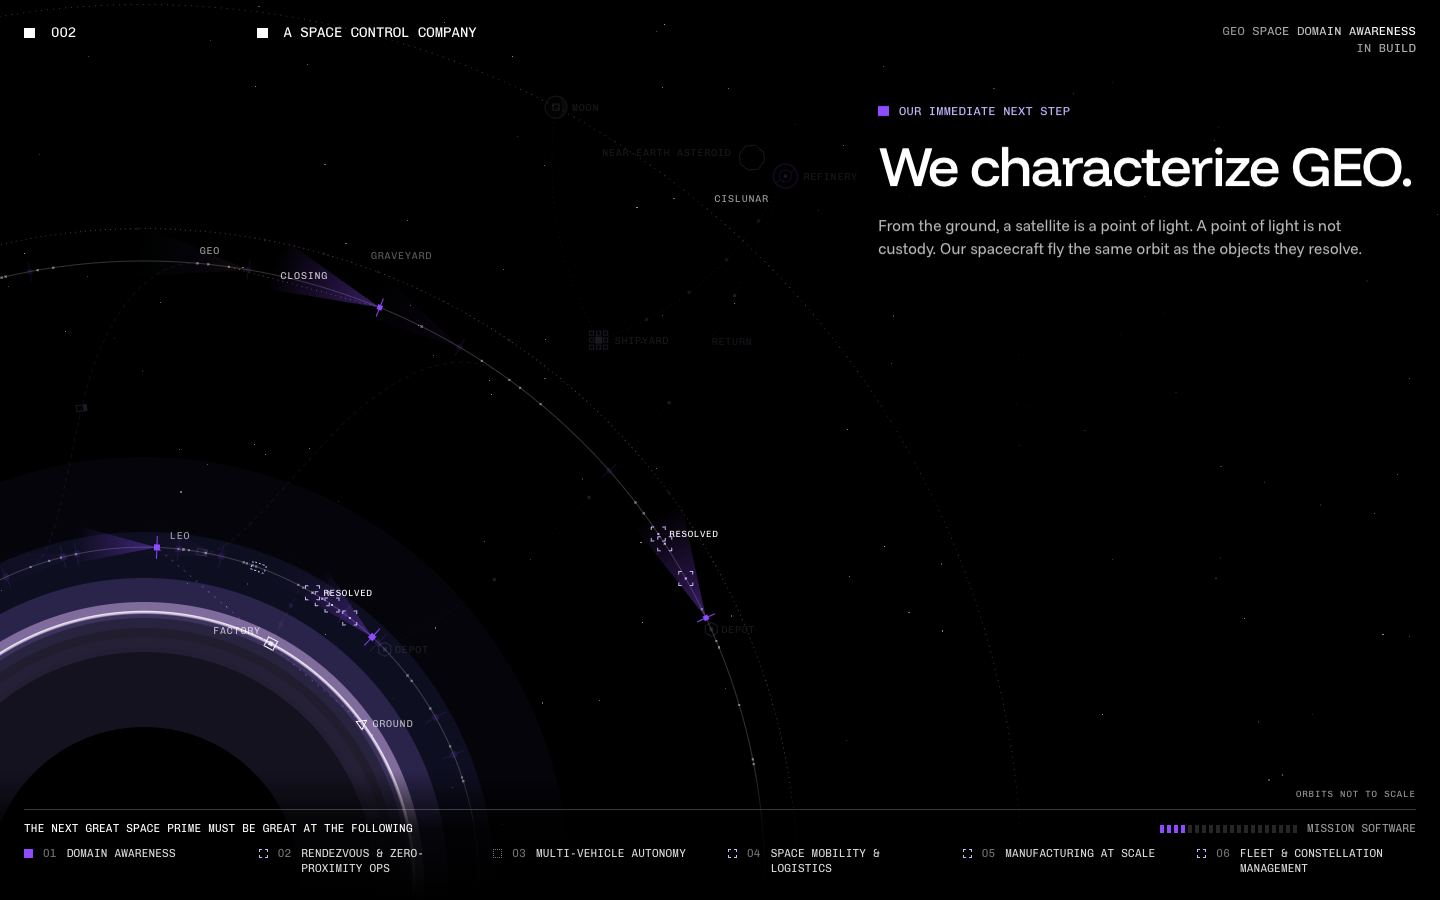 002
A SPACE CONTROL COMPANY
GEO SPACE DOMAIN AWARENESS
IN BUILD
OUR IMMEDIATE NEXT STEP
We characterize GEO.
From the ground, a satellite is a point of light. A point of light is not
custody. Our spacecraft fly the same orbit as the objects they resolve.
MOON
NEAR-EARTH ASTEROID
REFINERY
CISLUNAR
GEO
GRAVEYARD
CLOSING
SHIPYARD
RETURN
RESOLVED
LEO
RESOLVED
FACTORY
DEPOT
DEPOT
GROUND
ORBITS NOT TO SCALE
THE NEXT GREAT SPACE PRIME MUST BE GREAT AT THE FOLLOWING
MISSION SOFTWARE
01 DOMAIN AWARENESS
02 RENDEZVOUS & ZERO-
PROXIMITY OPS
03 MULTI-VEHICLE AUTONOMY
04 SPACE MOBILITY &
LOGISTICS
05 MANUFACTURING AT SCALE
06 FLEET & CONSTELLATION
MANAGEMENT